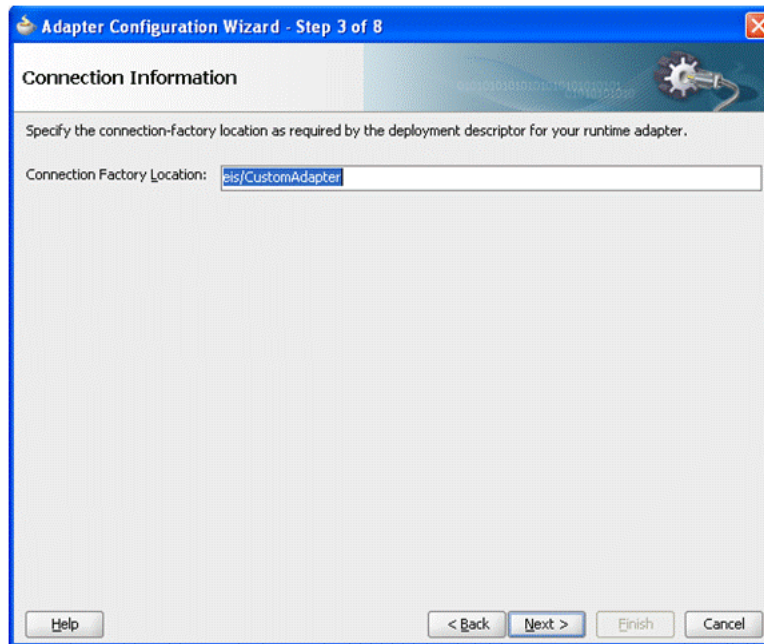 Adapter Configuration Wizard - Step 3 of 8
Connection Information
Specify the connection-factory location as required by the deployment descriptor for your runtime adapter.
Connection Factory Location: eis/CustomAdapter
Help < Back Next > Finish Cancel